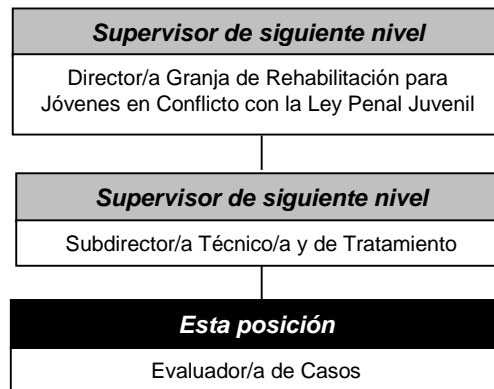 Supervisor de siguiente nivel
Director/a Granja de Rehabilitación para
Jóvenes en Conflicto con la Ley Penal Juvenil
Supervisor de siguiente nivel
Subdirector/a Técnico/a y de Tratamiento
Esta posición
Evaluador/a de Casos